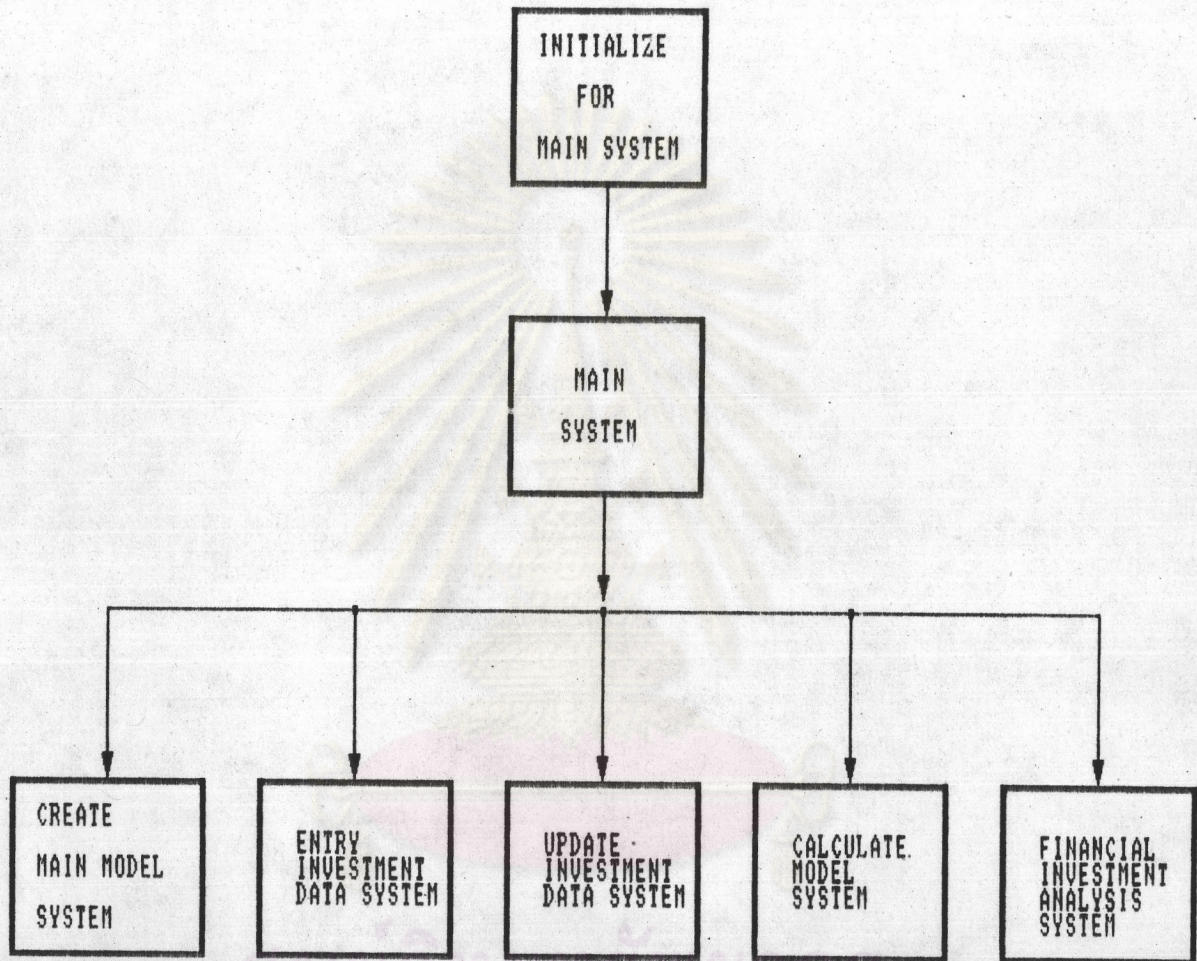 INITIALIZE
FOR
MAIN SYSTEM
MAIN
SYSTEM
CREATE
MAIN MODEL
SYSTEM
ENTRY
INVESTMENT
DATA SYSTEM
UPDATE
INVESTMENT
DATA SYSTEM
CALCULATE
MODEL
SYSTEM
FINANCIAL
INVESTMENT
ANALYSIS
SYSTEM